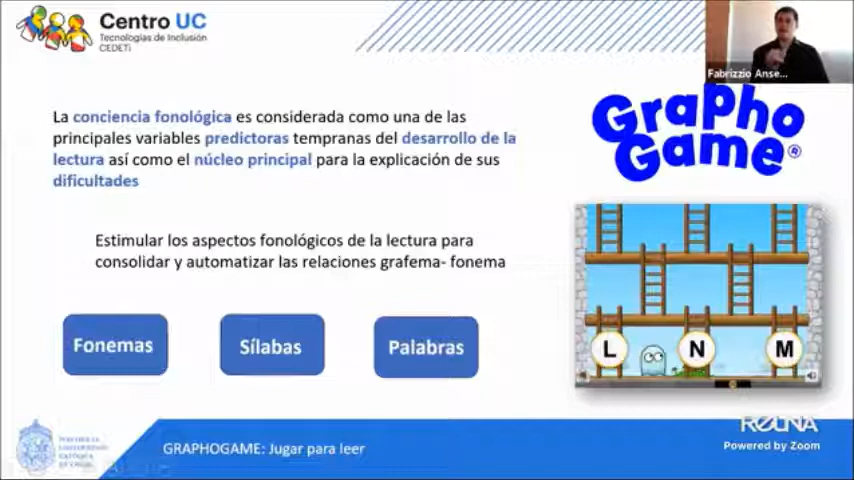 Centro UC
Tecnologías de Inclusión
CEDETi
Fabrizzio Anse...
La conciencia fonológica es considerada como una de las
principales variables predictoras tempranas del desarrollo de la
lectura así como el núcleo principal para la explicación de sus
dificultades
GraphoGame®
Estimular los aspectos fonológicos de la lectura para
consolidar y automatizar las relaciones grafema- fonema
Fonemas
Sílabas
Palabras
L
N
M
GRAPHOGAME: Jugar para leer
REUNA
Powered by Zoom